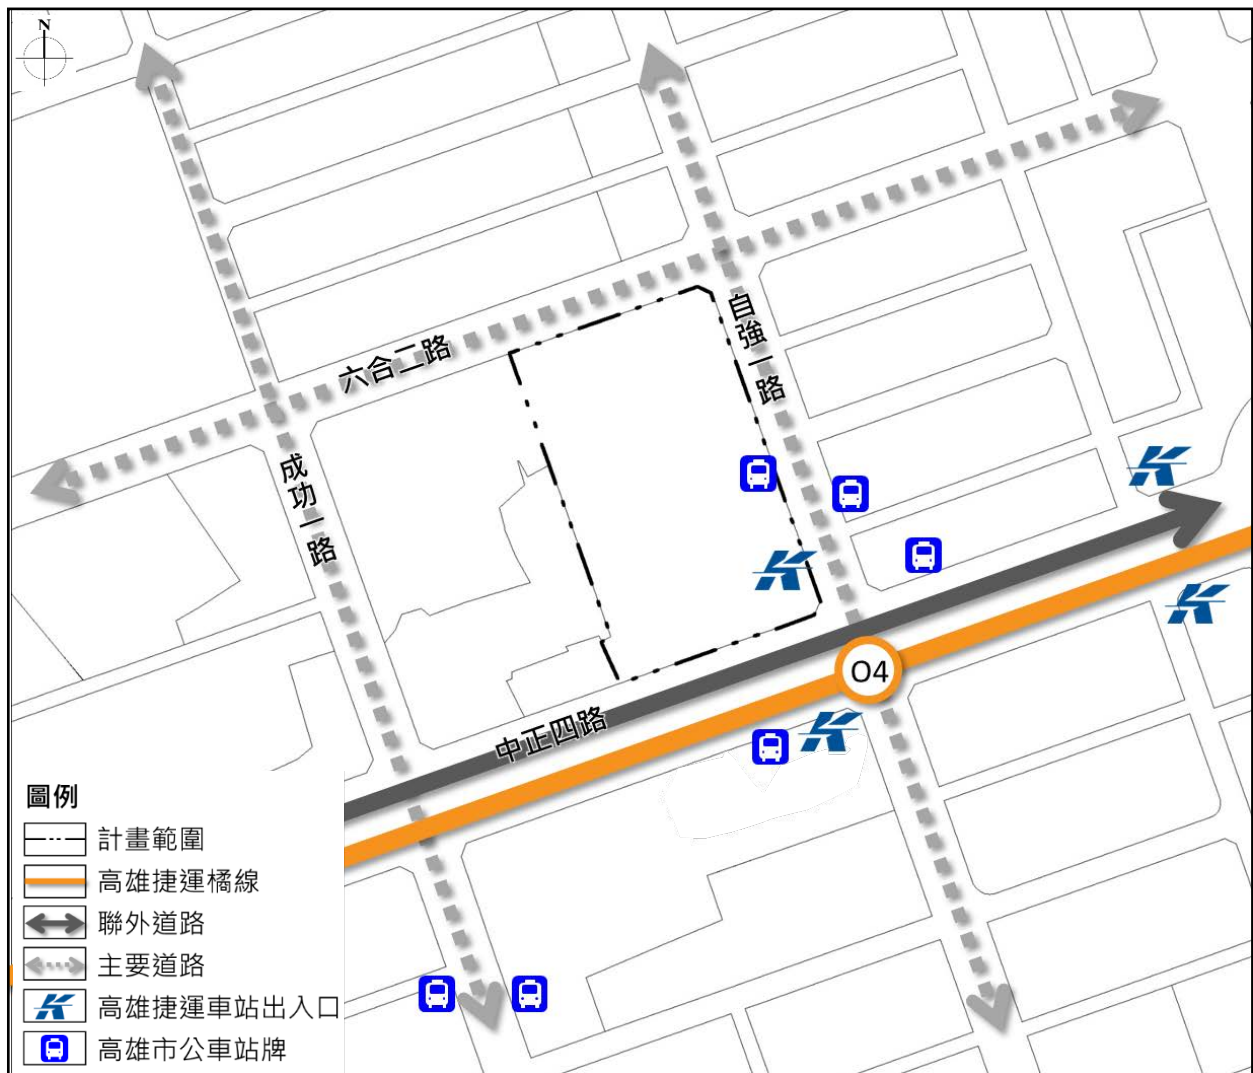 N
六合二路
自強一路
成功一路
中正四路
O4
圖例
計畫範圍
高雄捷運橘線
聯外道路
主要道路
高雄捷運車站出入口
高雄市公車站牌